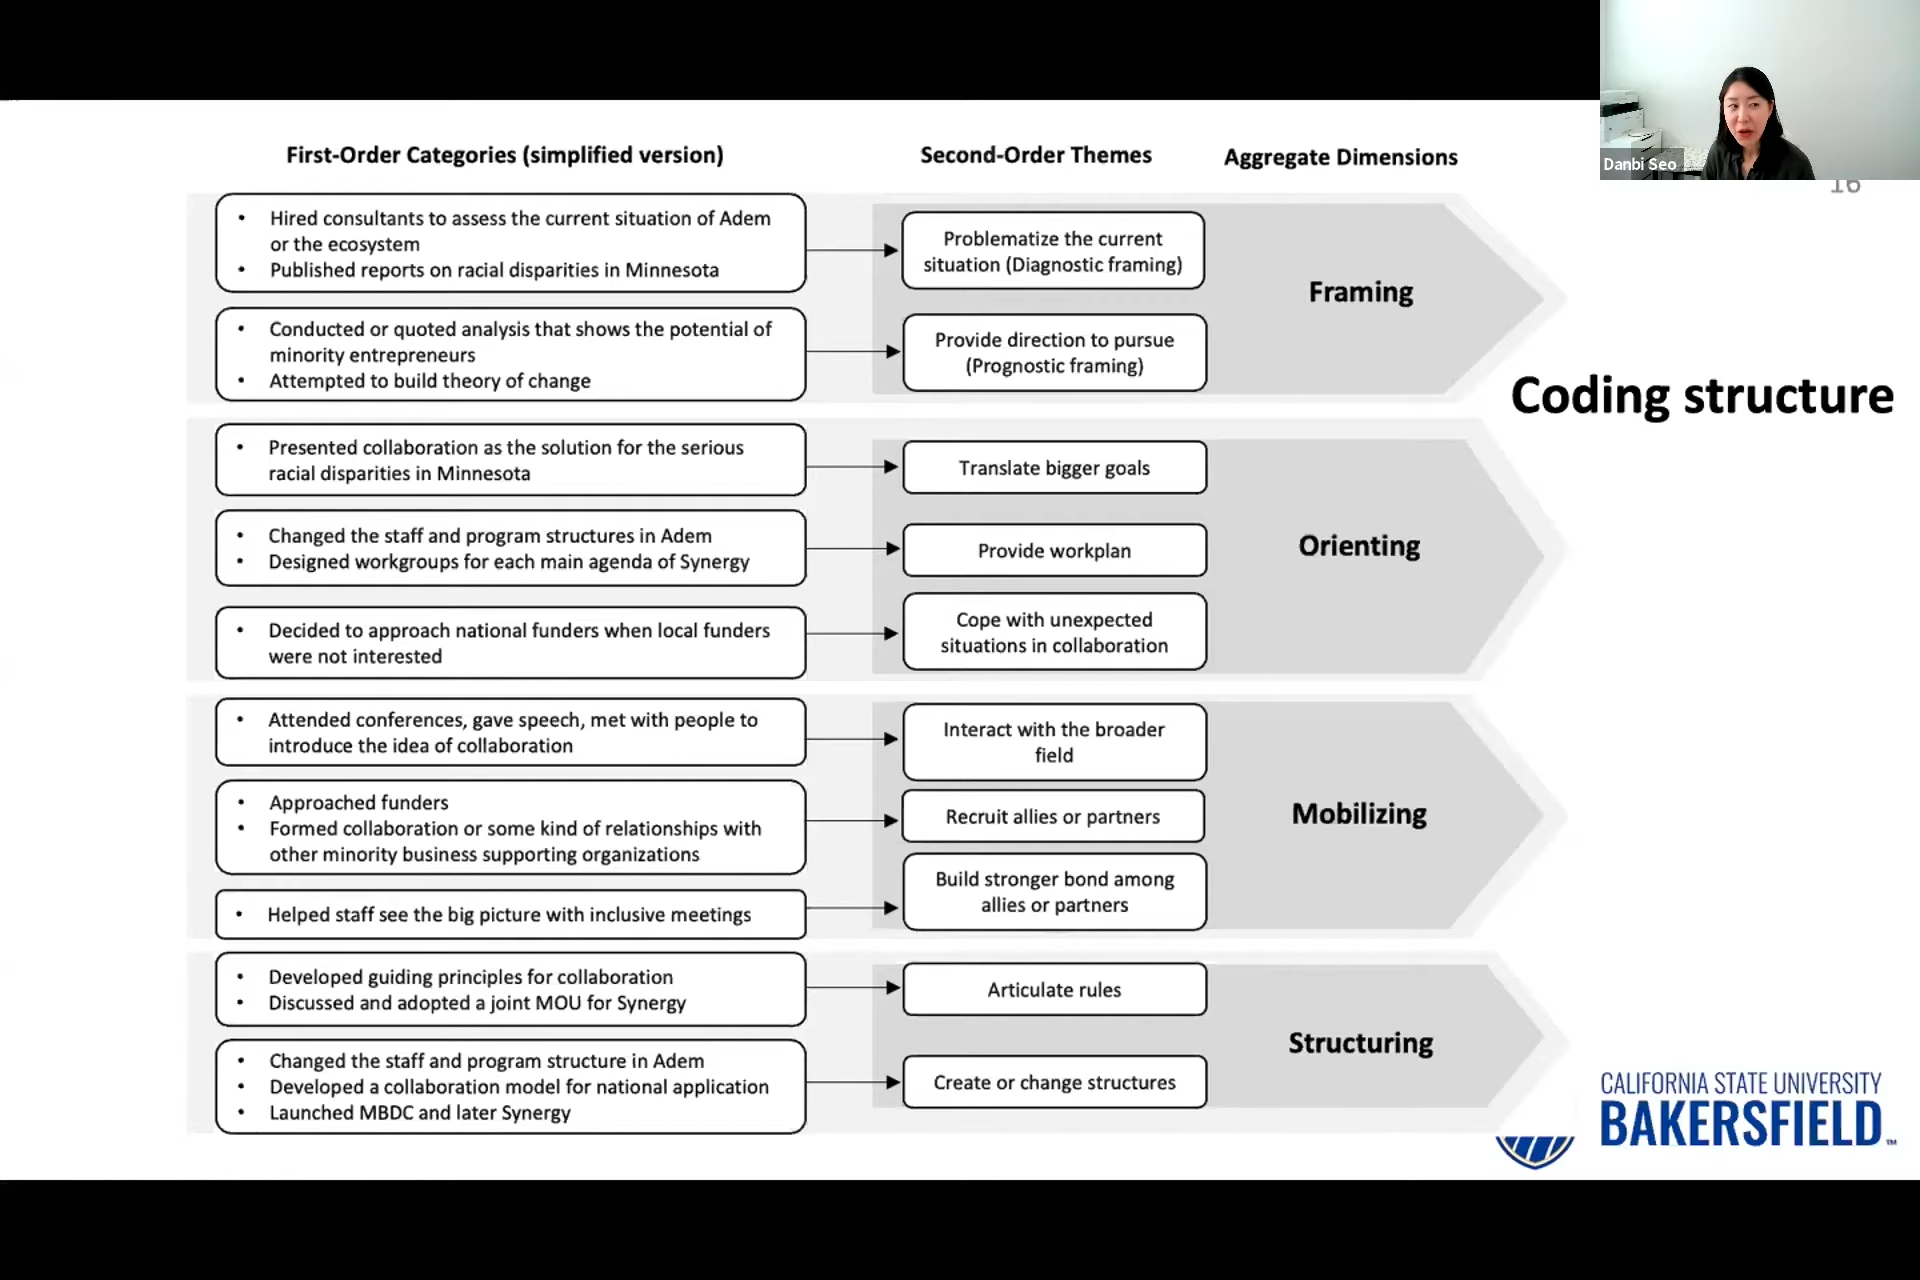 Danbi Seo
16
First-Order Categories (simplified version)
Second-Order Themes
Aggregate Dimensions
• Hired consultants to assess the current situation of Adem
or the ecosystem
• Published reports on racial disparities in Minnesota
Problematize the current
situation (Diagnostic framing)
• Conducted or quoted analysis that shows the potential of
minority entrepreneurs
• Attempted to build theory of change
Provide direction to pursue
(Prognostic framing)
Framing
Coding structure
• Presented collaboration as the solution for the serious
racial disparities in Minnesota
Translate bigger goals
• Changed the staff and program structures in Adem
• Designed workgroups for each main agenda of Synergy
Provide workplan
• Decided to approach national funders when local funders
were not interested
Cope with unexpected
situations in collaboration
Orienting
• Attended conferences, gave speech, met with people to
introduce the idea of collaboration
Interact with the broader
field
• Approached funders
• Formed collaboration or some kind of relationships with
other minority business supporting organizations
Recruit allies or partners
• Helped staff see the big picture with inclusive meetings
Build stronger bond among
allies or partners
Mobilizing
• Developed guiding principles for collaboration
• Discussed and adopted a joint MOU for Synergy
Articulate rules
• Changed the staff and program structure in Adem
• Developed a collaboration model for national application
• Launched MBDC and later Synergy
Create or change structures
Structuring
CALIFORNIA STATE UNIVERSITY
BAKERSFIELD™